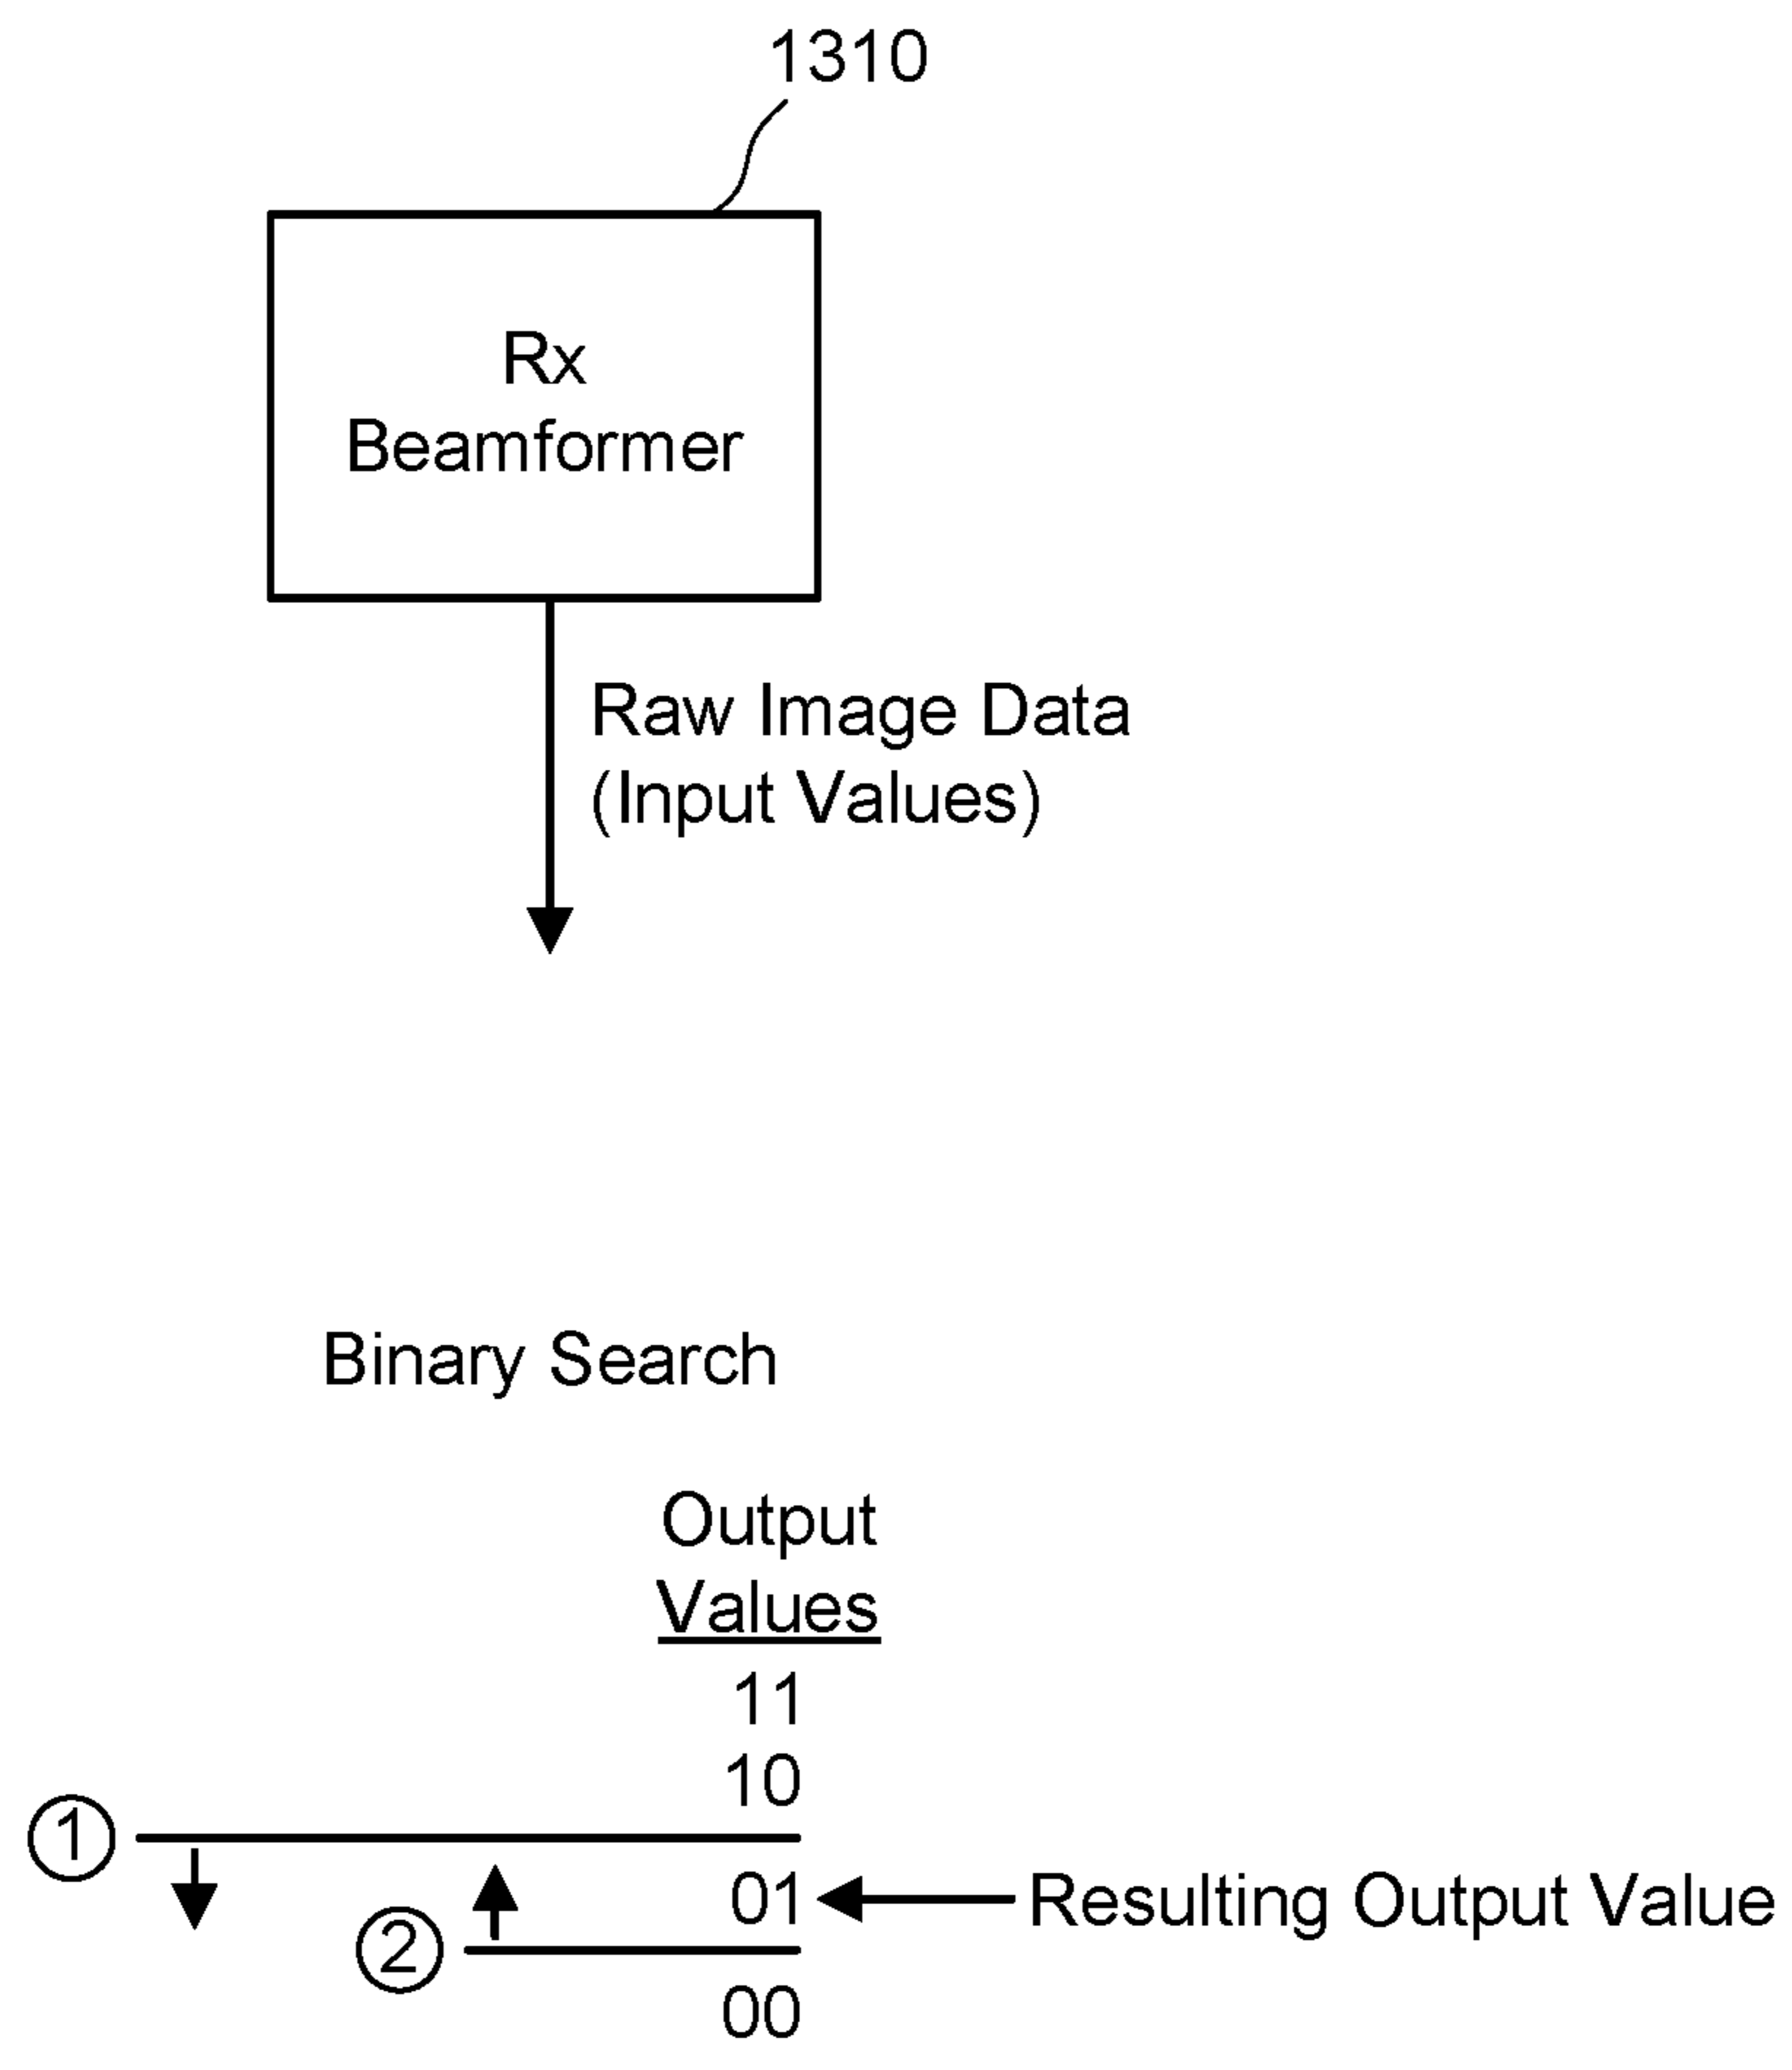 1310
Rx
Beamformer
Raw Image Data
(Input Values)
Binary Search
Output
Values
11
10
1
01
Resulting Output Value
2
00